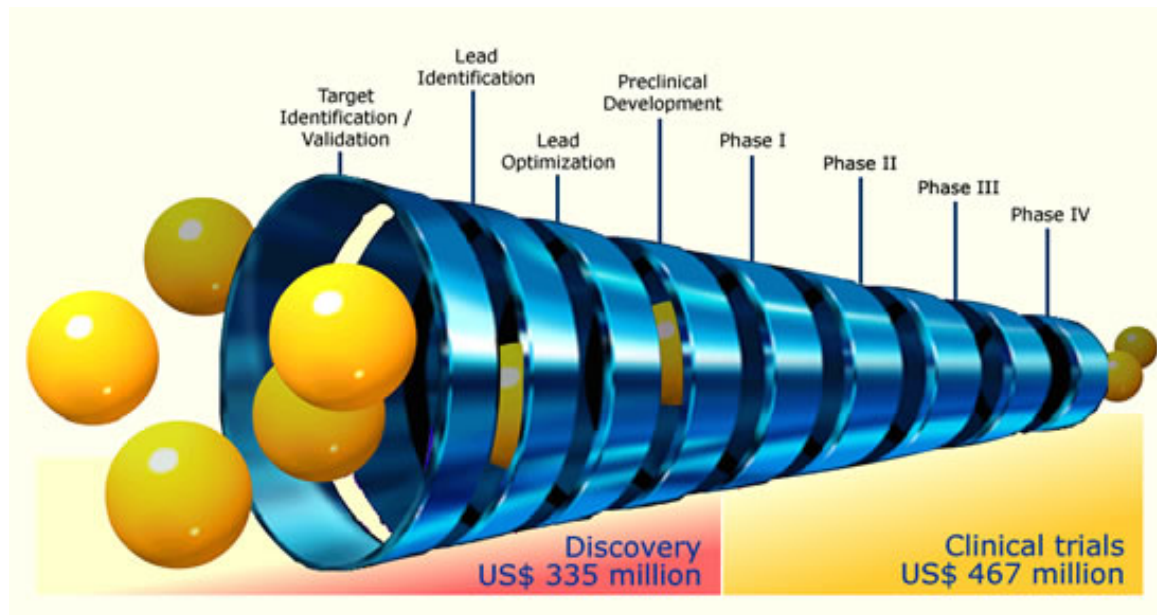 Target
Identification /
Validation
Lead
Identification
Lead
Optimization
Preclinical
Development
Phase I
Phase II
Phase III
Phase IV
Discovery
US$ 335 million
Clinical trials
US$ 467 million